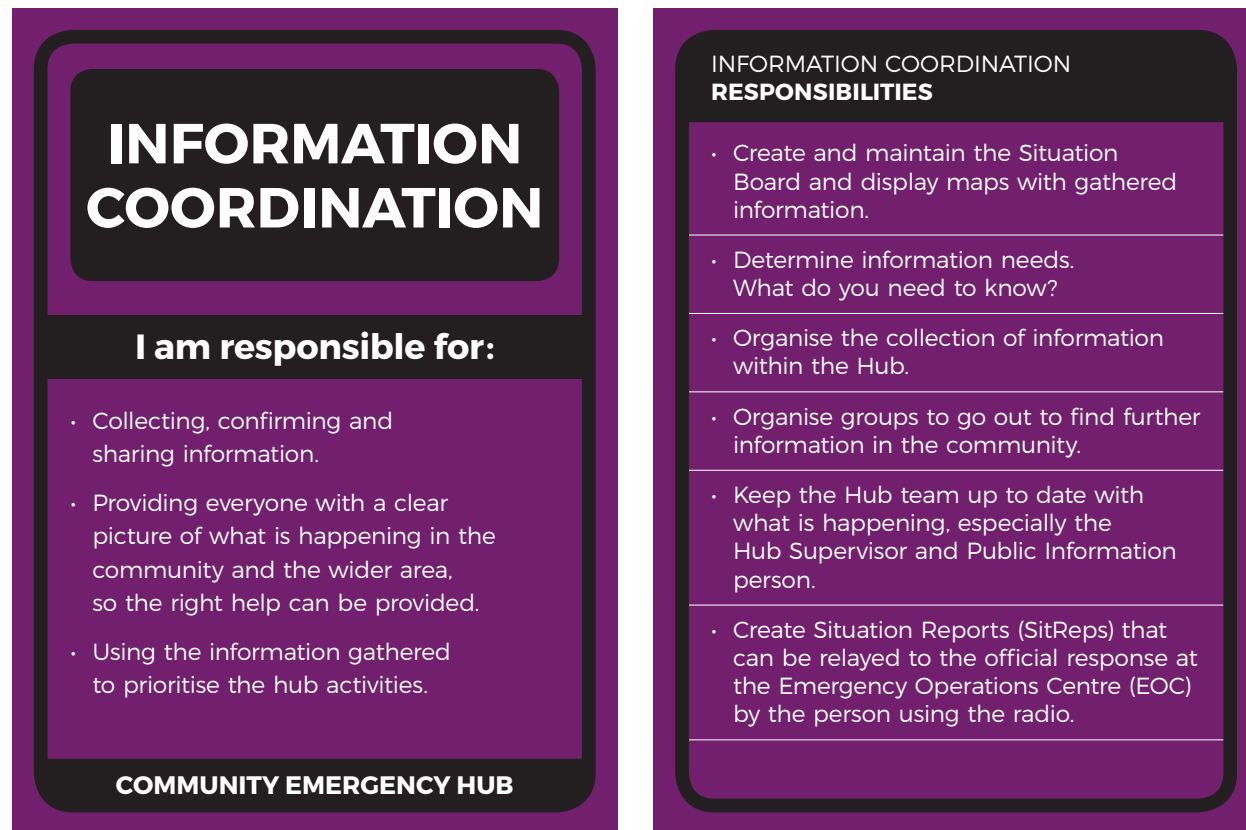 INFORMATION
COORDINATION
I am responsible for:
• Collecting, confirming and
sharing information.
• Providing everyone with a clear
picture of what is happening in the
community and the wider area,
so the right help can be provided.
• Using the information gathered
to prioritise the hub activities.
COMMUNITY EMERGENCY HUB
INFORMATION COORDINATION
RESPONSIBILITIES
• Create and maintain the Situation
Board and display maps with gathered
information.
• Determine information needs.
What do you need to know?
• Organise the collection of information
within the Hub.
• Organise groups to go out to find further
information in the community.
• Keep the Hub team up to date with
what is happening, especially the
Hub Supervisor and Public Information
person.
• Create Situation Reports (SitReps) that
can be relayed to the official response at
the Emergency Operations Centre (EOC)
by the person using the radio.